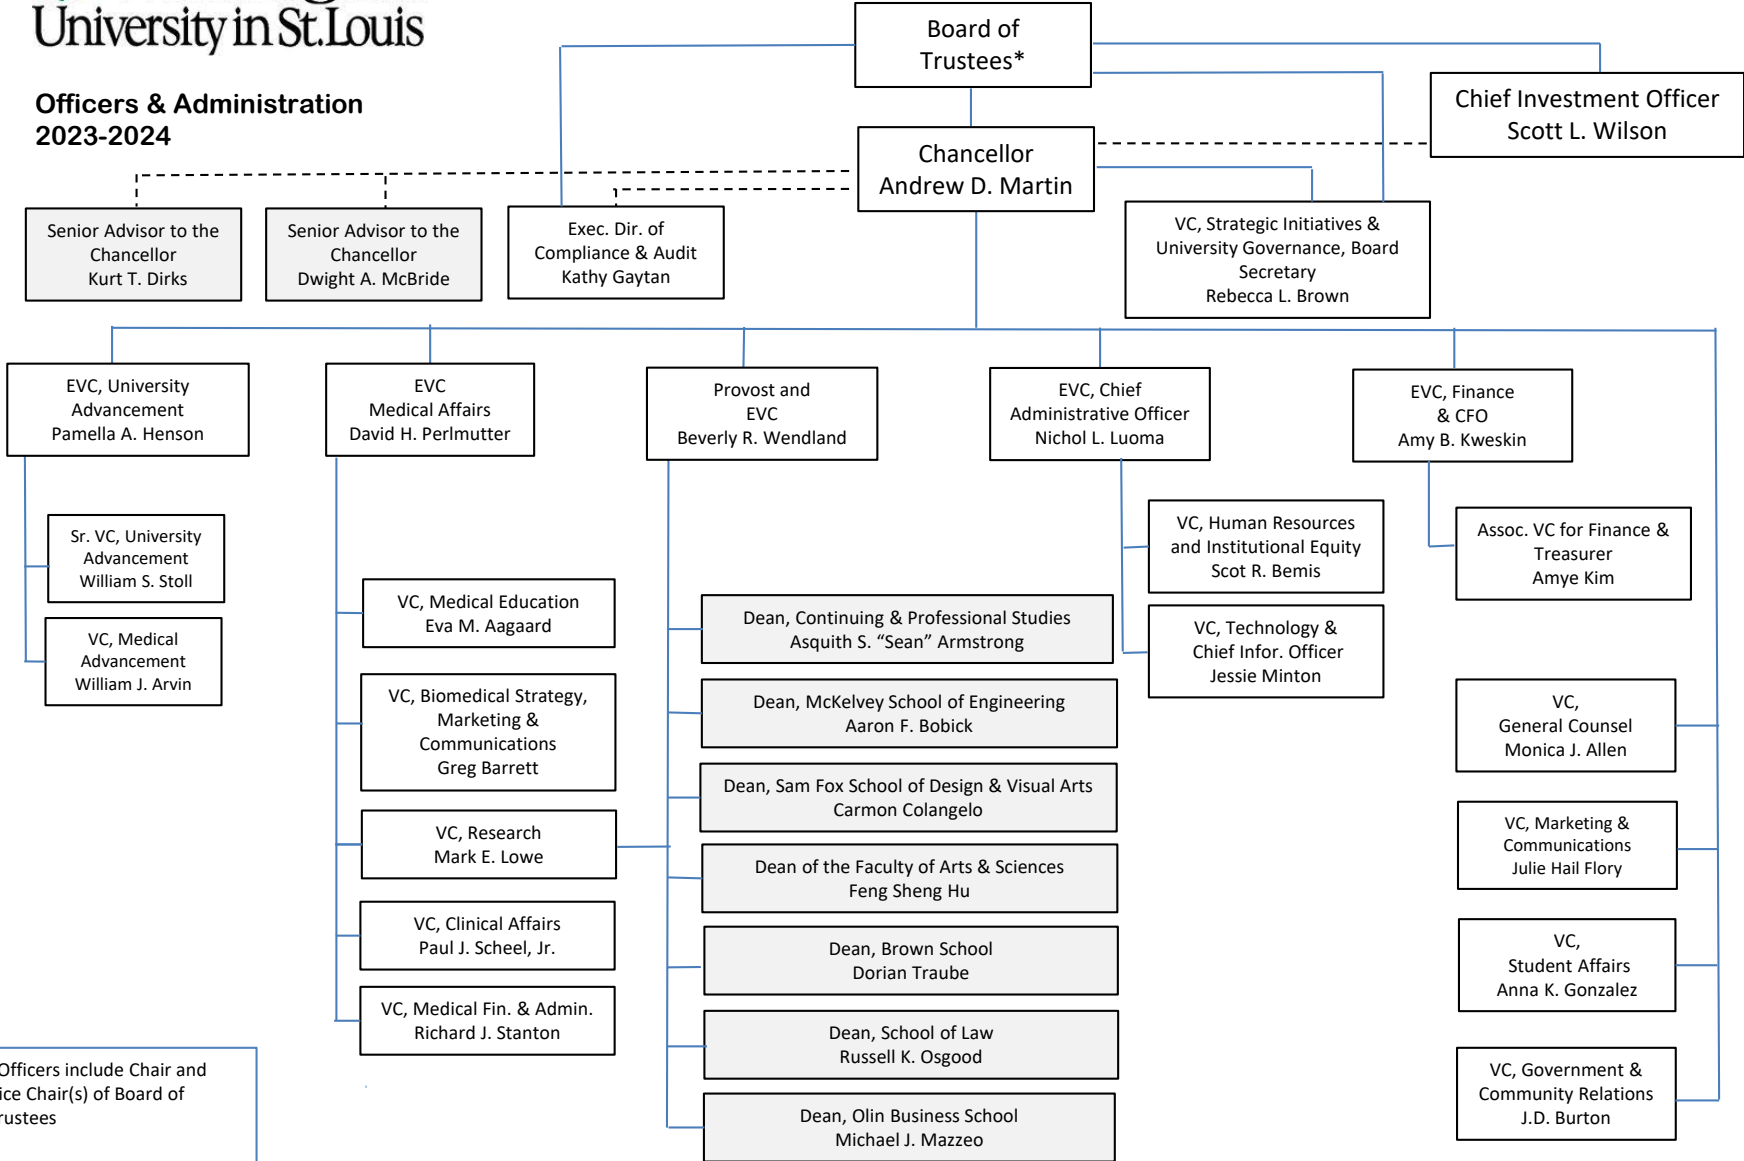 University in St.Louis
Officers & Administration
2023-2024
Board of
Trustees*
Chief Investment Officer
Scott L. Wilson
Chancellor
Andrew D. Martin
Senior Advisor to the
Chancellor
Kurt T. Dirks
Senior Advisor to the
Chancellor
Dwight A. McBride
Exec. Dir. of
Compliance & Audit
Kathy Gaytan
VC, Strategic Initiatives &
University Governance, Board
Secretary
Rebecca L. Brown
EVC, University
Advancement
Pamella A. Henson
EVC
Medical Affairs
David H. Perlmutter
Provost and
EVC
Beverly R. Wendland
EVC, Chief
Administrative Officer
Nichol L. Luoma
EVC, Finance
& CFO
Amy B. Kweskin
Sr. VC, University
Advancement
William S. Stoll
VC, Medical
Advancement
William J. Arvin
VC, Medical Education
Eva M. Aagaard
VC, Biomedical Strategy,
Marketing &
Communications
Greg Barrett
VC, Research
Mark E. Lowe
VC, Clinical Affairs
Paul J. Scheel, Jr.
VC, Medical Fin. & Admin.
Richard J. Stanton
Dean, Continuing & Professional Studies
Asquith S. “Sean” Armstrong
Dean, McKelvey School of Engineering
Aaron F. Bobick
Dean, Sam Fox School of Design & Visual Arts
Carmon Colangelo
Dean of the Faculty of Arts & Sciences
Feng Sheng Hu
Dean, Brown School
Dorian Traube
Dean, School of Law
Russell K. Osgood
Dean, Olin Business School
Michael J. Mazzeo
VC, Human Resources
and Institutional Equity
Scot R. Bemis
VC, Technology &
Chief Infor. Officer
Jessie Minton
Assoc. VC for Finance &
Treasurer
Amye Kim
VC,
General Counsel
Monica J. Allen
VC, Marketing &
Communications
Julie Hail Flory
VC,
Student Affairs
Anna K. Gonzalez
VC, Government &
Community Relations
J.D. Burton
Officers include Chair and
ice Chair(s) of Board of
rustees